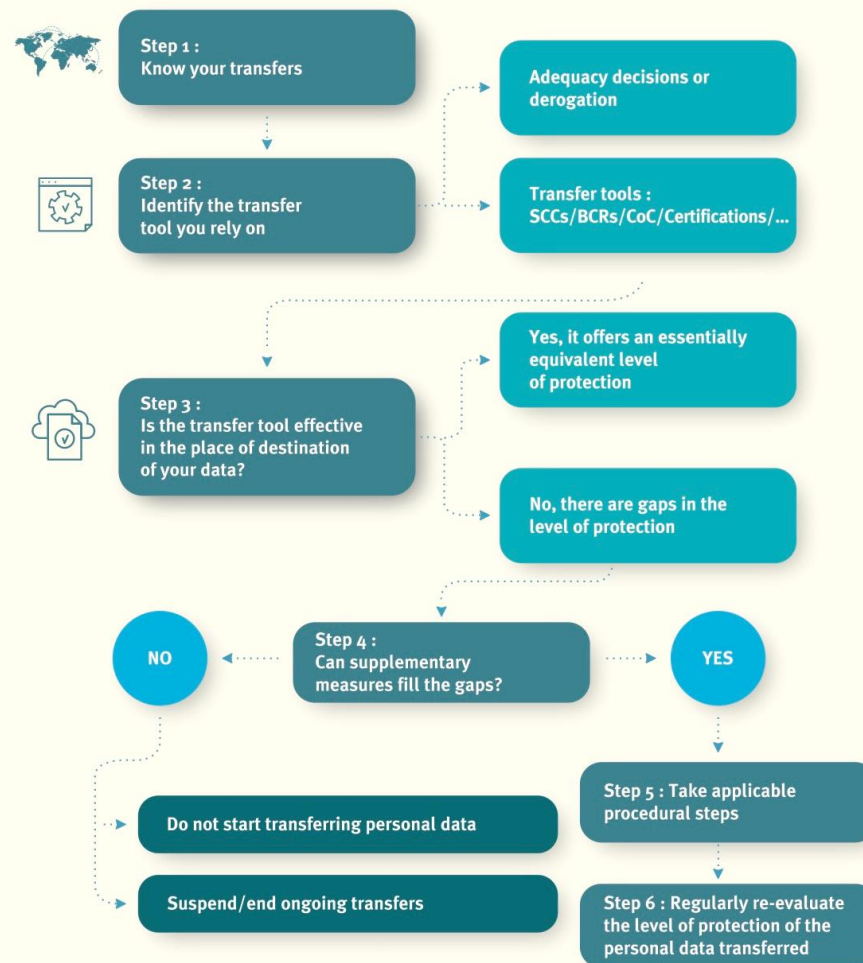 Step 1 :
Know your transfers
Adequacy decisions or
derogation
Step 2 :
Identify the transfer
tool you rely on
Transfer tools :
SCCs/BCRs/CoC/Certifications/...
Yes, it offers an essentially
equivalent level
of protection
Step 3 :
Is the transfer tool effective
in the place of destination
of your data?
No, there are gaps in the
level of protection
NO
Step 4 :
Can supplementary
measures fill the gaps?
YES
Step 5 : Take applicable
procedural steps
Do not start transferring personal data
Suspend/end ongoing transfers
Step 6 : Regularly re-evaluate
the level of protection of the
personal data transferred